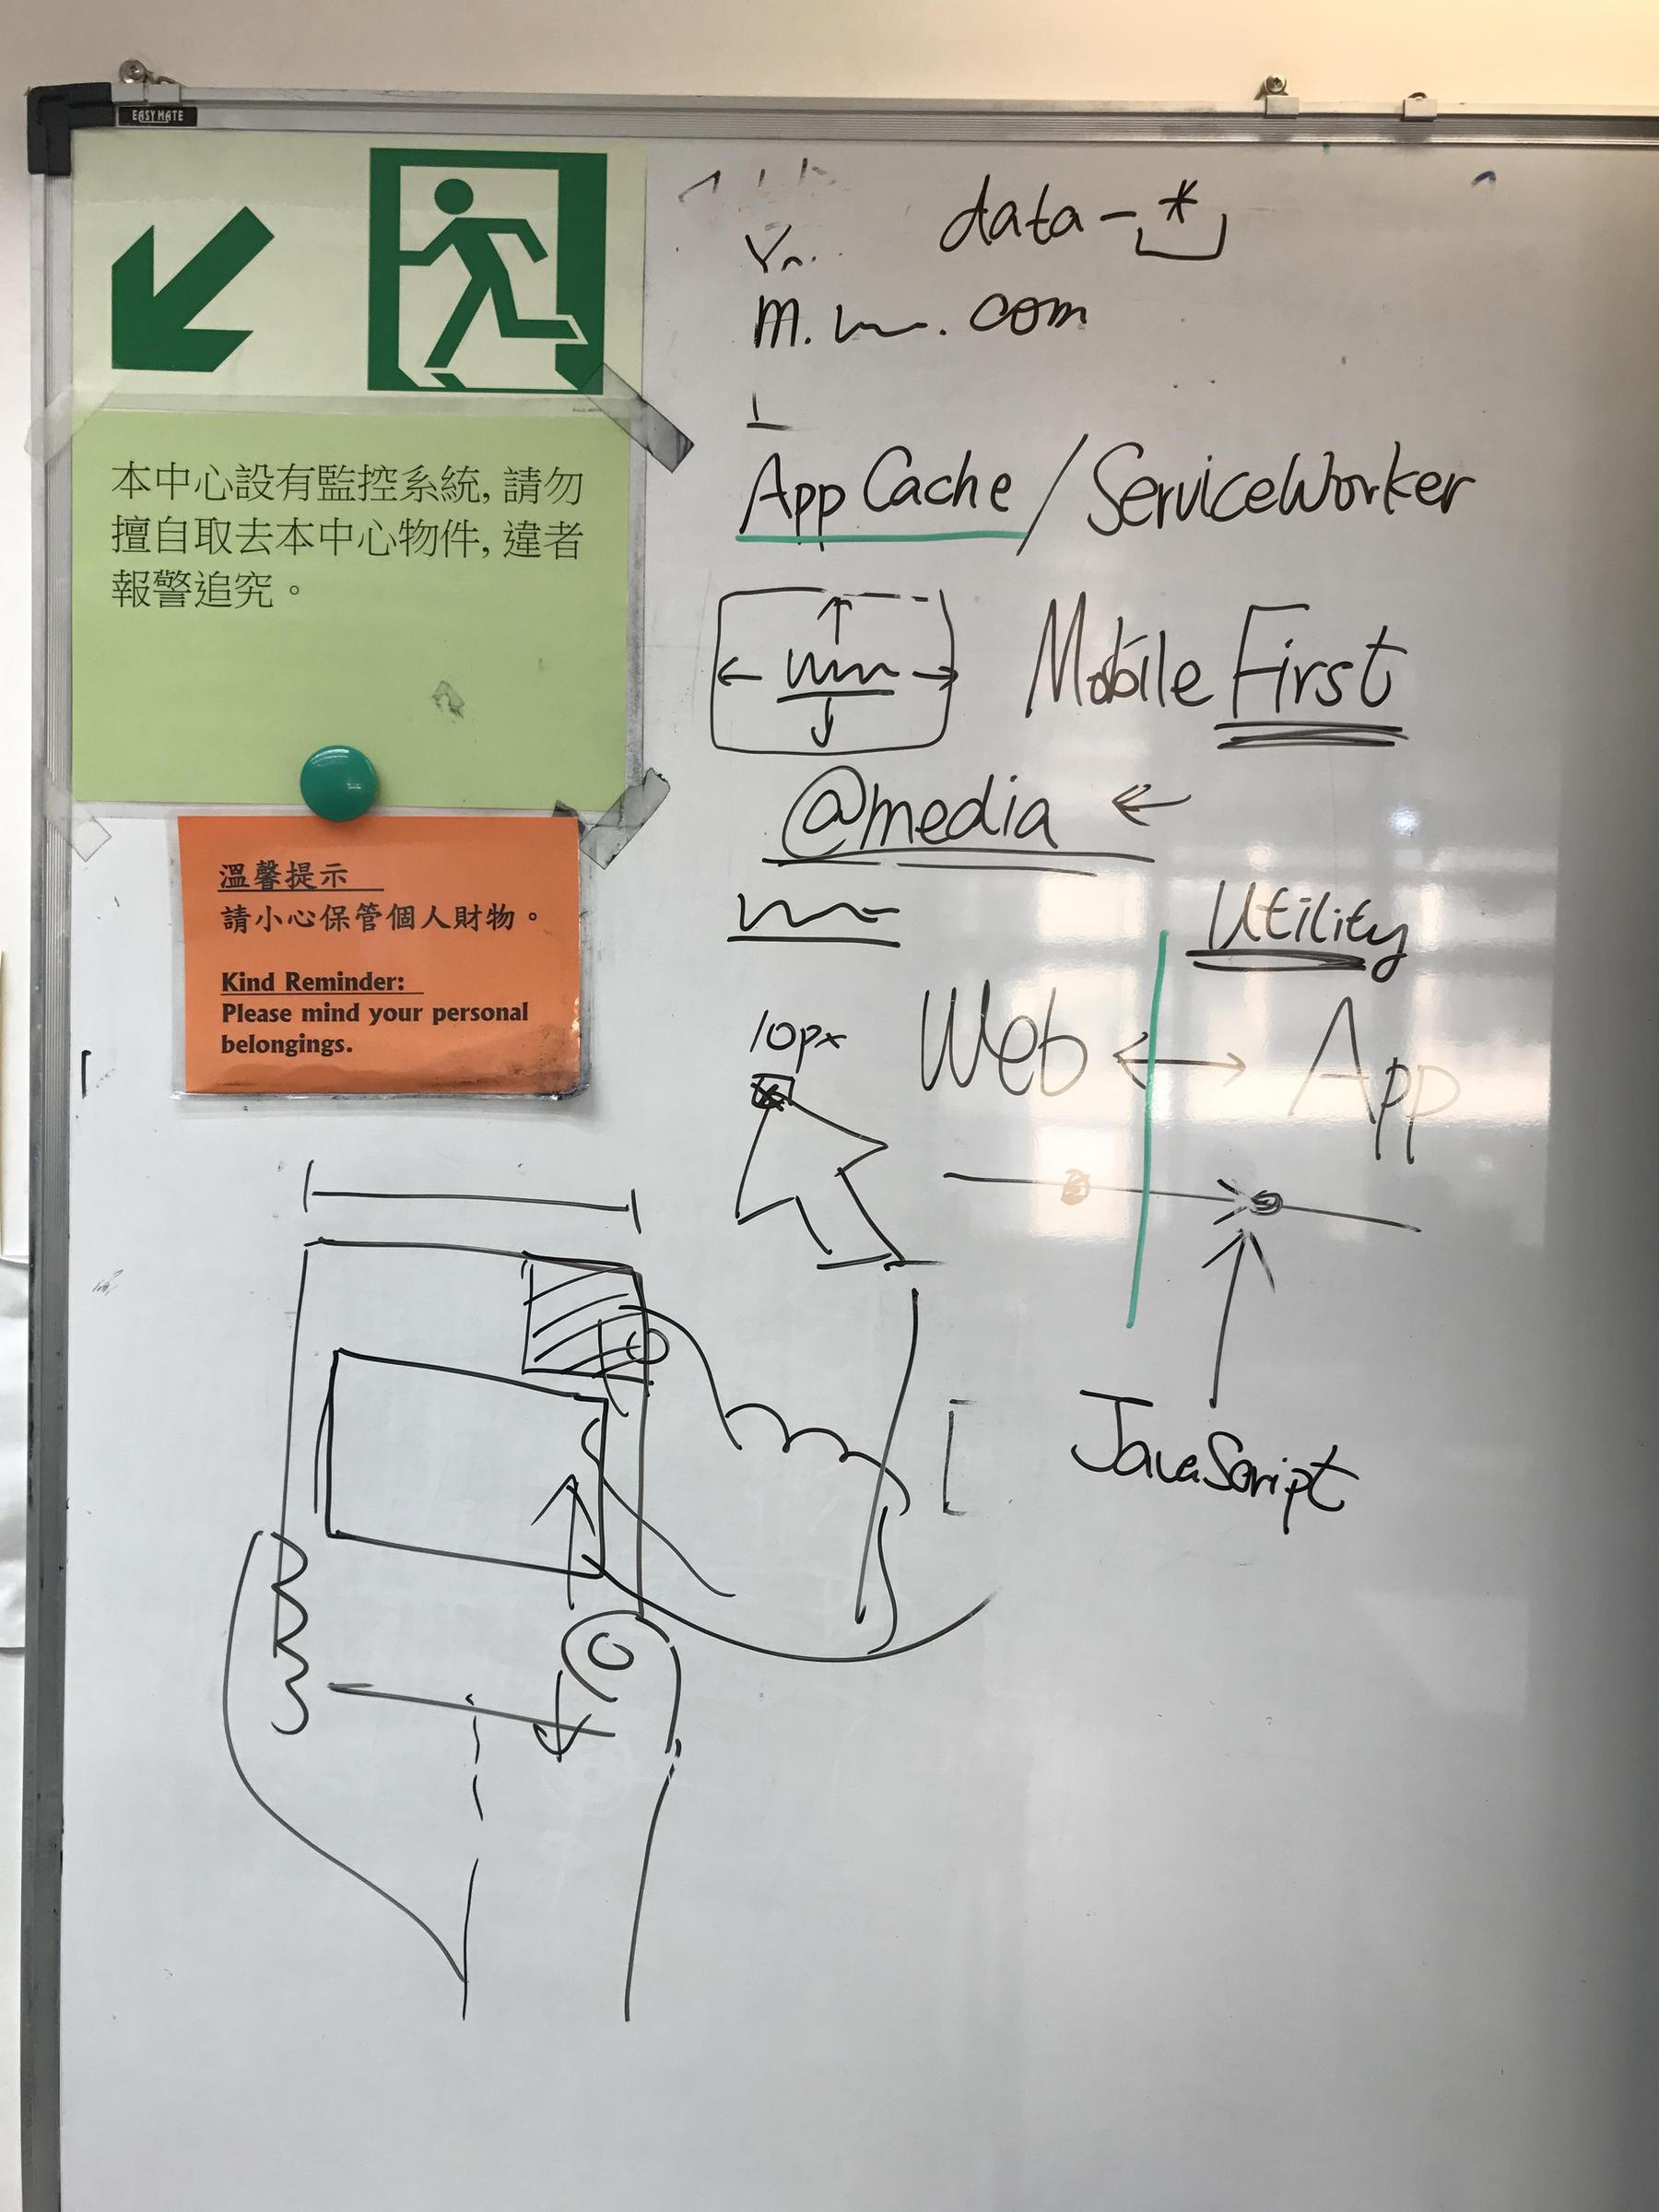 EASYMATE
本中心設有監控系統,請勿
擅自取去本中心物件,違者
報警追究。
溫馨提示
請小心保管個人財物。
Kind Reminder:
Please mind your personal
belongings.
data-*
m. . com
AppCache / ServiceWorker
Mobile First
@media ←
Utility
10px
Web ↔ App
JavaScript